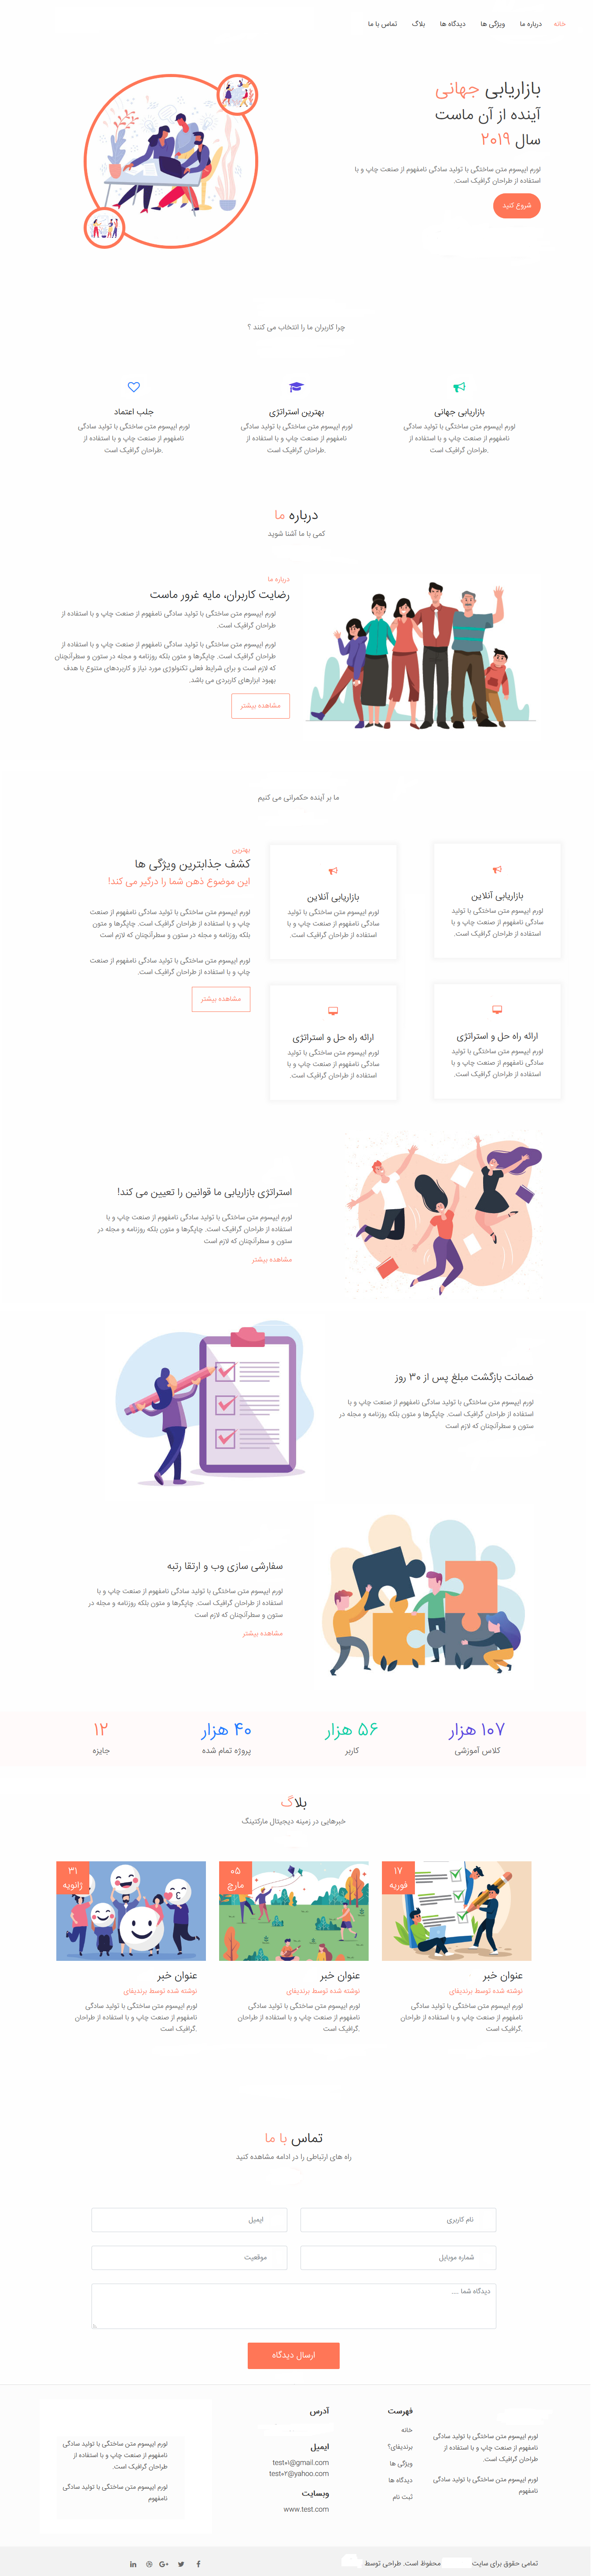 خانه
درباره ما
ویژگی ها
دیدگاه ها
بلاگ
تماس با ما
بازاریابی جهانی
آینده از آن ماست
سال ۲۰۱۹
لورم ایپسوم متن ساختگی با تولید سادگی نامفهوم از صنعت چاپ و با
استفاده از طراحان گرافیک است.
شروع کنید
چرا کاربران ما را انتخاب می کنند ؟
بازاریابی جهانی
لورم ایپسوم متن ساختگی با تولید سادگی
نامفهوم از صنعت چاپ و با استفاده از
.طراحان گرافیک است
بهترین استراتژی
لورم ایپسوم متن ساختگی با تولید سادگی
نامفهوم از صنعت چاپ و با استفاده از
.طراحان گرافیک است
جلب اعتماد
لورم ایپسوم متن ساختگی با تولید سادگی
نامفهوم از صنعت چاپ و با استفاده از
.طراحان گرافیک است
درباره ما
کمی با ما آشنا شوید
درباره ما
رضایت کاربران، مایه غرور ماست
لورم ایپسوم متن ساختگی با تولید سادگی نامفهوم از صنعت چاپ و با استفاده از
طراحان گرافیک است.
لورم ایپسوم متن ساختگی با تولید سادگی نامفهوم از صنعت چاپ و با استفاده از
طراحان گرافیک است. چاپگرها و متون بلکه روزنامه و مجله در ستون و سطرآنچنان
که لازم است و برای شرایط فعلی تکنولوژی مورد نیاز و کاربردهای متنوع با هدف
بهبود ابزارهای کاربردی می باشد.
مشاهده بیشتر
ما بر آینده حکمرانی می کنیم
بازاریابی آنلاین
لورم ایپسوم متن ساختگی با تولید
سادگی نامفهوم از صنعت چاپ و با
استفاده از طراحان گرافیک است.
بازاریابی آنلاین
لورم ایپسوم متن ساختگی با تولید
سادگی نامفهوم از صنعت چاپ و با
استفاده از طراحان گرافیک است.
ارائه راه حل و استراتژی
لورم ایپسوم متن ساختگی با تولید
سادگی نامفهوم از صنعت چاپ و با
استفاده از طراحان گرافیک است.
ارائه راه حل و استراتژی
لورم ایپسوم متن ساختگی با تولید
سادگی نامفهوم از صنعت چاپ و با
استفاده از طراحان گرافیک است.
بهترین
کشف جذابترین ویژگی ها
این موضوع ذهن شما را درگیر می کند!
لورم ایپسوم متن ساختگی با تولید سادگی نامفهوم از صنعت
چاپ و با استفاده از طراحان گرافیک است. چاپگرها و متون
بلکه روزنامه و مجله در ستون و سطرآنچنان که لازم است
لورم ایپسوم متن ساختگی با تولید سادگی نامفهوم از صنعت
چاپ و با استفاده از طراحان گرافیک است.
مشاهده بیشتر
استراتژی بازاریابی ما قوانین را تعیین می کند!
لورم ایپسوم متن ساختگی با تولید سادگی نامفهوم از صنعت چاپ و با
استفاده از طراحان گرافیک است. چاپگرها و متون بلکه روزنامه و مجله در
ستون و سطرآنچنان که لازم است
مشاهده بیشتر
ضمانت بازگشت مبلغ پس از ۳۰ روز
لورم ایپسوم متن ساختگی با تولید سادگی نامفهوم از صنعت چاپ و با
استفاده از طراحان گرافیک است. چاپگرها و متون بلکه روزنامه و مجله در
ستون و سطرآنچنان که لازم است
سفارشی سازی وب و ارتقا رتبه
لورم ایپسوم متن ساختگی با تولید سادگی نامفهوم از صنعت چاپ و با
استفاده از طراحان گرافیک است. چاپگرها و متون بلکه روزنامه و مجله در
ستون و سطرآنچنان که لازم است
مشاهده بیشتر
۱۰۷ هزار
کلاس آموزشی
۵۶ هزار
کاربر
۴۰ هزار
پروژه تمام شده
۱۲
جایزه
بلاگ
خبرهایی در زمینه دیجیتال مارکتینگ
۱۷
فوریه
عنوان خبر
نوشته شده توسط برندیفای
لورم ایپسوم متن ساختگی با تولید سادگی
نامفهوم از صنعت چاپ و با استفاده از طراحان
.گرافیک است
۰۵
مارچ
عنوان خبر
نوشته شده توسط برندیفای
لورم ایپسوم متن ساختگی با تولید سادگی
نامفهوم از صنعت چاپ و با استفاده از طراحان
.گرافیک است
۳۱
ژانویه
عنوان خبر
نوشته شده توسط برندیفای
لورم ایپسوم متن ساختگی با تولید سادگی
نامفهوم از صنعت چاپ و با استفاده از طراحان
.گرافیک است
تماس با ما
راه های ارتباطی را در ادامه مشاهده کنید
نام کاربری
ایمیل
شماره موبایل
موقعیت
دیدگاه شما ....
ارسال دیدگاه
لورم ایپسوم متن ساختگی با تولید سادگی
نامفهوم از صنعت چاپ و با استفاده از
طراحان گرافیک است.
لورم ایپسوم متن ساختگی با تولید سادگی
نامفهوم
فهرست
خانه
برندیفای؟
ویژگی ها
دیدگاه ها
ثبت نام
آدرس
ایمیل
test۰۱@gmail.com
test۰۲@yahoo.com
وبسایت
www.test.com
لورم ایپسوم متن ساختگی با تولید سادگی
نامفهوم از صنعت چاپ و با استفاده از
طراحان گرافیک است.
لورم ایپسوم متن ساختگی با تولید سادگی
نامفهوم
تمامی حقوق برای سایت محفوظ است. طراحی توسط